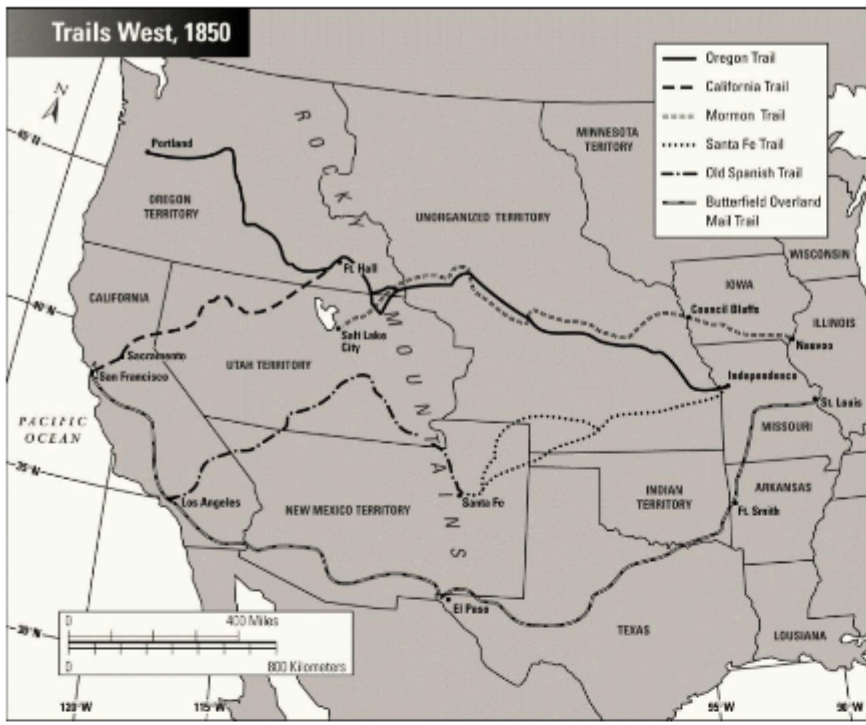 Trails West, 1850
Oregon Trail
California Trail
Mormon Trail
Santa Fe Trail
Old Spanish Trail
Butterfield Overland
Mail Trail
N
45°N
40°N
35°N
30°N
120°W
115°W
95°W
90°W
ROCKY MOUNTAINS
MINNESOTA
TERITORY
Portland
OREGON
TERRITORY
UNORGANIZED TERRITORY
WISCONSIN
Ft. Hall
IOWA
CALIFORNIA
Council Bluffs
ILLINOIS
Salt Lake
City
Nauvoo
Sacramento
San Francisco
UTAH TERRITORY
Independence
St. Louis
PACIFIC
OCEAN
MISSOURI
Los Angeles
NEW MEXICO TERRITORY
Santa Fe
INDIAN
TERRITORY
ARKANSAS
Ft. Smith
El Paso
TEXAS
LOUSIANA
0 400 Miles
0 800 Kilometers